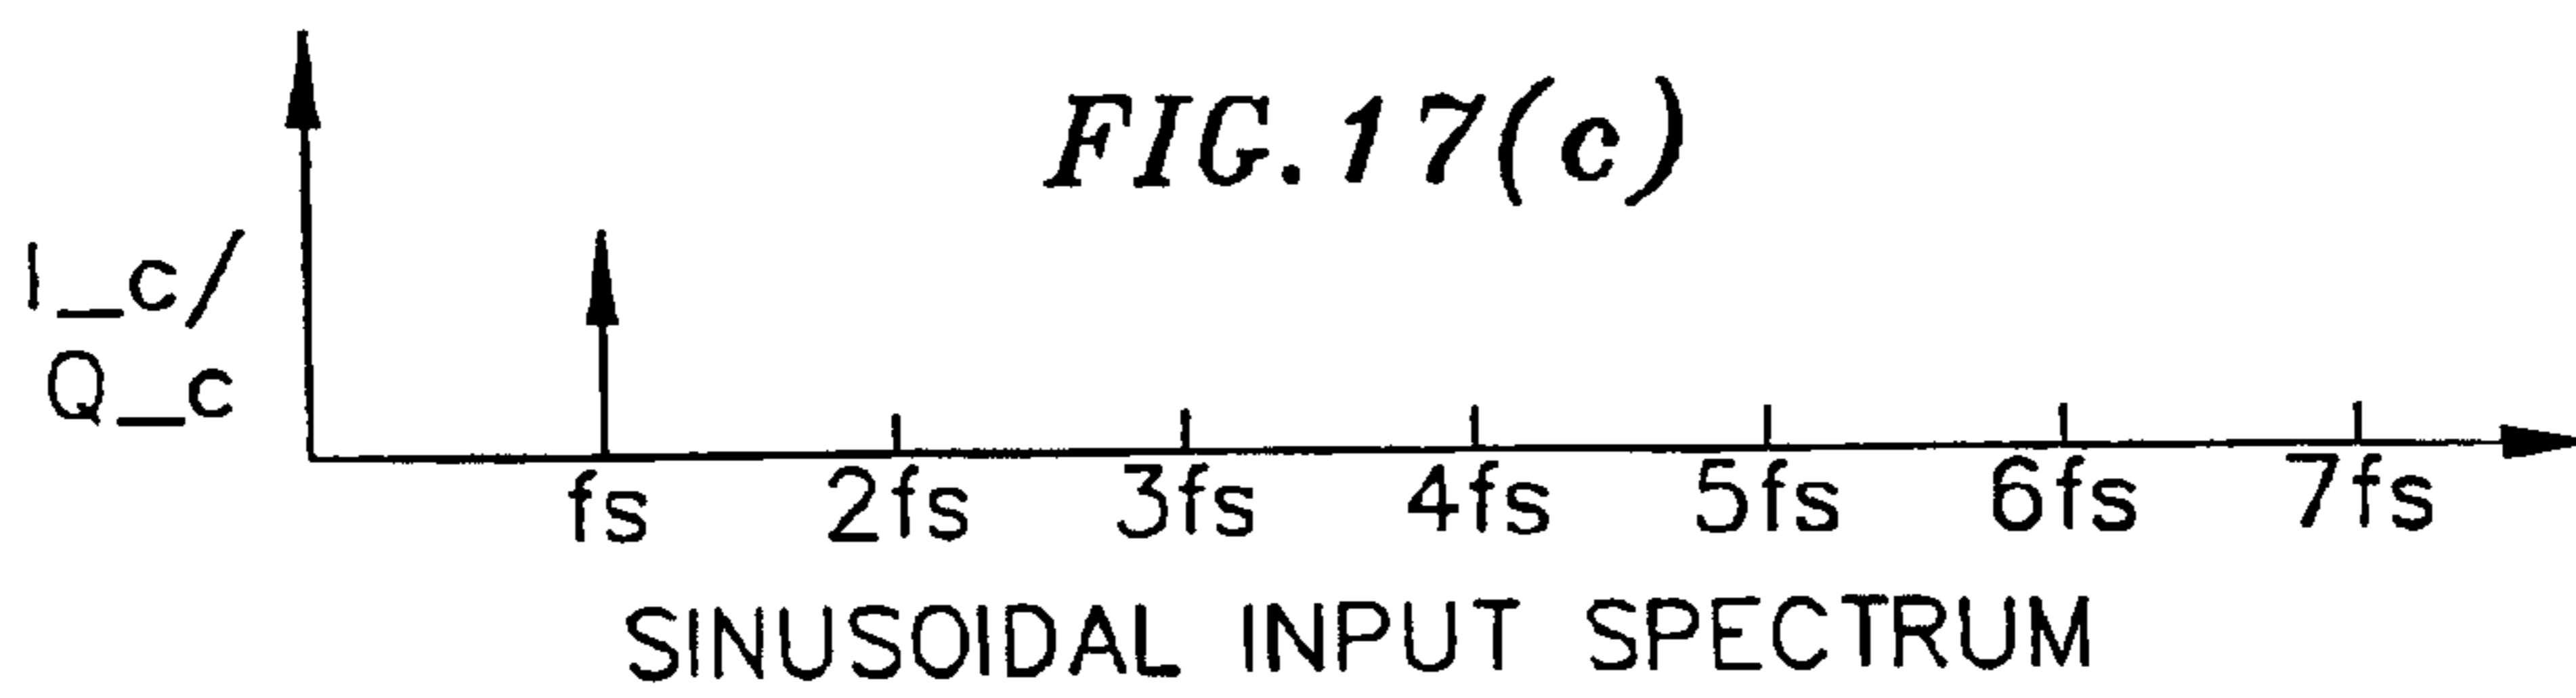 FIG. 17(c)
I_c/
Q_c
fs 2fs 3fs 4fs 5fs 6fs 7fs
SINUSOIDAL INPUT SPECTRUM